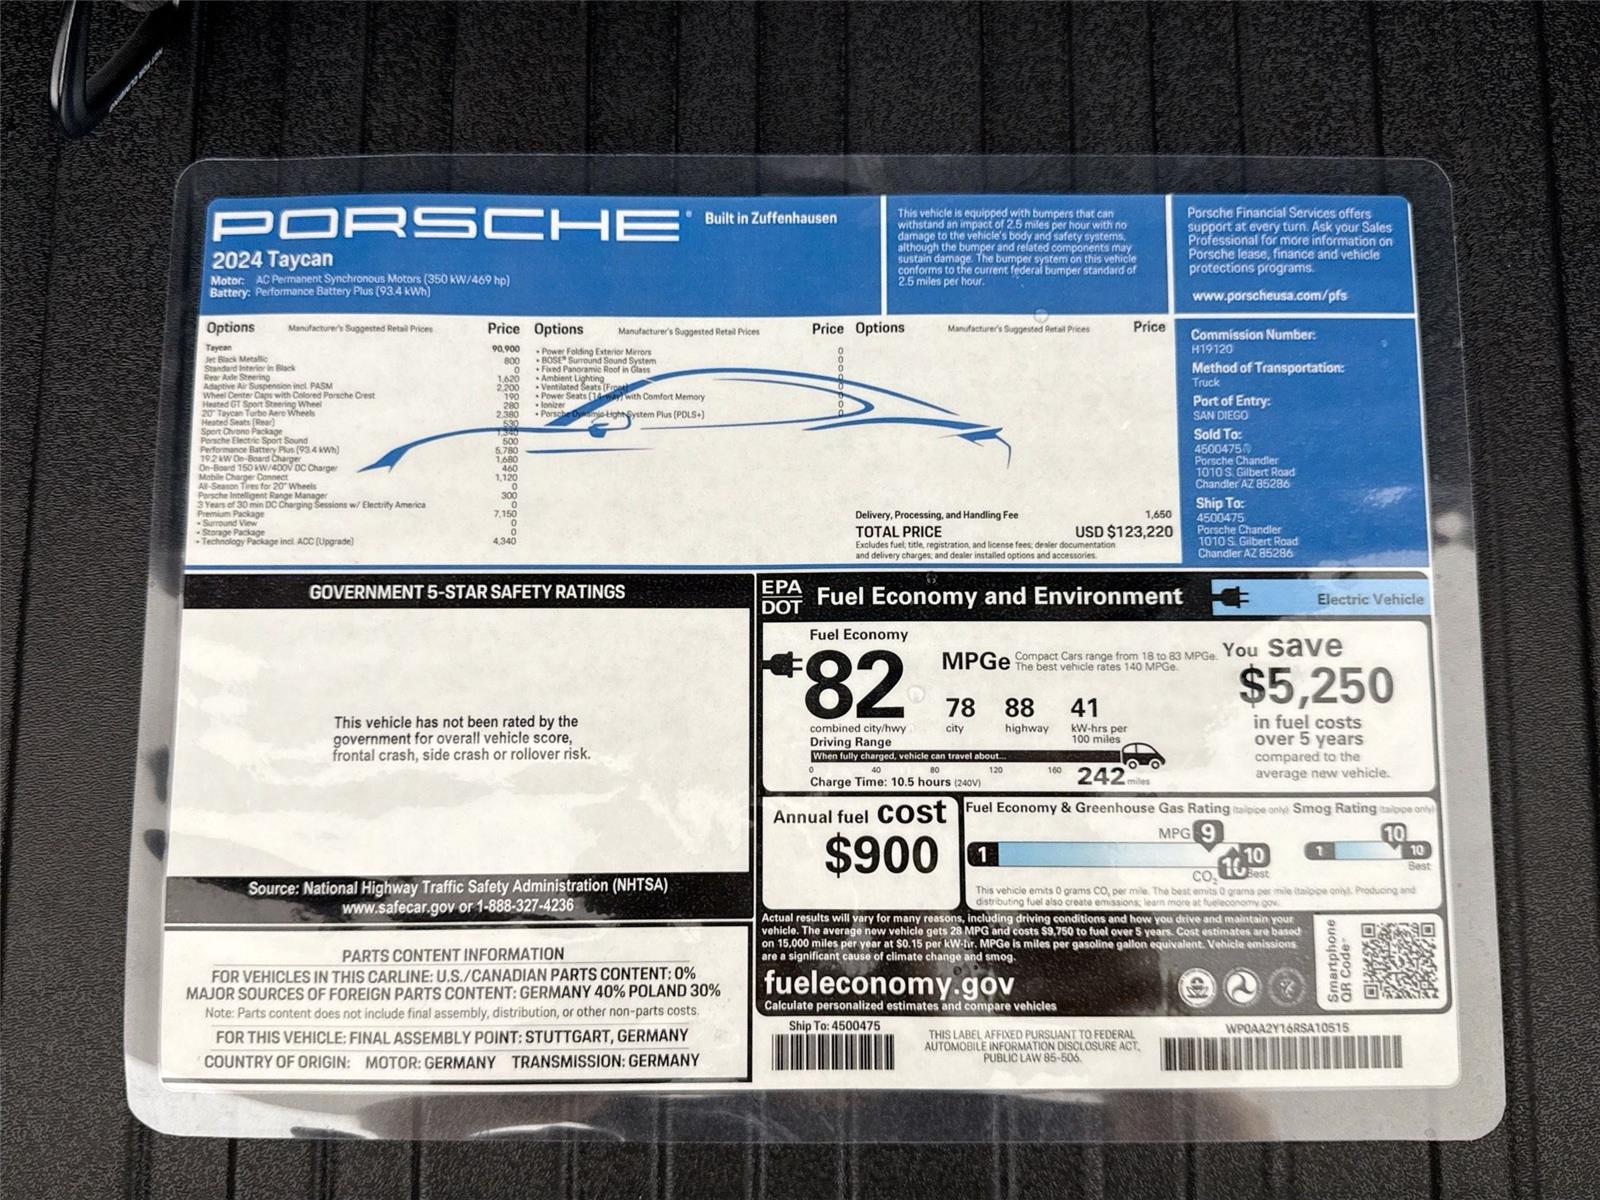 PORSCHE
Built in Zuffenhausen
2024 Taycan
Motor: AC Permanent Synchronous Motors (350 kW/469 hp)
Battery: Performance Battery Plus (93.4 kWh)
This vehicle is equipped with bumpers that can
withstand an impact of 2.5 miles per hour with no
damage to the vehicle's body and safety systems,
although the bumper and related components may
sustain damage. The bumper system on this vehicle
conforms to the current federal bumper standard of
2.5 miles per hour.
Porsche Financial Services offers
support at every turn. Ask your Sales
Professional for more information on
Porsche lease, finance and vehicle
protections programs.
www.porscheusa.com/pfs
Options Manufacturer's Suggested Retail Prices Price
Taycan 90,900
Jet Black Metallic 800
Standard Interior in Black 0
Rear Axle Steering 1,620
Adaptive Air Suspension incl. PASM 2,200
Wheel Center Caps with Colored Porsche Crest 190
Heated GT Sport Steering Wheel 280
20" Taycan Turbo Aero Wheels 2,380
Heated Seats (Rear) 530
Sport Chrono Package 1,340
Porsche Electric Sport Sound 500
Performance Battery Plus (93.4 kWh) 5,780
19.2 kW On-Board Charger 1,680
On-Board 150 kW/400V DC Charger 460
Mobile Charger Connect 1,120
All-Season Tires for 20" Wheels 0
Porsche Intelligent Range Manager 300
3 Years of 30 min DC Charging Sessions w/ Electrify America 0
Premium Package 7,150
• Surround View 0
• Storage Package 0
• Technology Package incl. ACC (Upgrade) 4,340
Options Manufacturer's Suggested Retail Prices Price
• Power Folding Exterior Mirrors 0
• BOSE® Surround Sound System 0
• Fixed Panoramic Roof in Glass 0
• Ambient Lighting 0
• Ventilated Seats (Front) 0
• Power Seats (14-way) with Comfort Memory 0
• Ionizer 0
• Porsche Dynamic Light System Plus (PDLS+) 0
Options Manufacturer's Suggested Retail Prices Price
Delivery, Processing, and Handling Fee 1,650
TOTAL PRICE USD $123,220
Excludes fuel, title, registration, and license fees; dealer documentation
and delivery charges; and dealer installed options and accessories.
Commission Number:
H19120
Method of Transportation:
Truck
Port of Entry:
SAN DIEGO
Sold To:
4500475
Porsche Chandler
1010 S. Gilbert Road
Chandler AZ 85286
Ship To:
4500475
Porsche Chandler
1010 S. Gilbert Road
Chandler AZ 85286
GOVERNMENT 5-STAR SAFETY RATINGS
This vehicle has not been rated by the
government for overall vehicle score,
frontal crash, side crash or rollover risk.
Source: National Highway Traffic Safety Administration (NHTSA)
www.safecar.gov or 1-888-327-4236
PARTS CONTENT INFORMATION
FOR VEHICLES IN THIS CARLINE: U.S./CANADIAN PARTS CONTENT: 0%
MAJOR SOURCES OF FOREIGN PARTS CONTENT: GERMANY 40% POLAND 30%
Note: Parts content does not include final assembly, distribution, or other non-parts costs.
FOR THIS VEHICLE: FINAL ASSEMBLY POINT: STUTTGART, GERMANY
COUNTRY OF ORIGIN: MOTOR: GERMANY TRANSMISSION: GERMANY
EPA
DOT
Fuel Economy and Environment
Electric Vehicle
Fuel Economy
82 MPGe
Compact Cars range from 18 to 83 MPGe.
The best vehicle rates 140 MPGe.
78 88 41
combined city/hwy city highway kW-hrs per
100 miles
Driving Range
When fully charged, vehicle can travel about...
0 40 80 120 160 242 miles
Charge Time: 10.5 hours (240V)
You save
$5,250
in fuel costs
over 5 years
compared to the
average new vehicle.
Annual fuel cost
$900
Fuel Economy & Greenhouse Gas Rating (tailpipe only)
MPG 9
1 10
CO2 10 Best
Smog Rating (tailpipe only)
10
1 10
Best
This vehicle emits 0 grams CO2 per mile. The best emits 0 grams per mile (tailpipe only). Producing and
distributing fuel also create emissions; learn more at fueleconomy.gov.
Actual results will vary for many reasons, including driving conditions and how you drive and maintain your
vehicle. The average new vehicle gets 28 MPG and costs $9,750 to fuel over 5 years. Cost estimates are based
on 15,000 miles per year at $0.15 per kW-hr. MPGe is miles per gasoline gallon equivalent. Vehicle emissions
are a significant cause of climate change and smog.
fueleconomy.gov
Calculate personalized estimates and compare vehicles
Smartphone
QR Code™
Ship To: 4500475
THIS LABEL AFFIXED PURSUANT TO FEDERAL
AUTOMOBILE INFORMATION DISCLOSURE ACT,
PUBLIC LAW 85-506.
WP0AA2Y16RSA10515